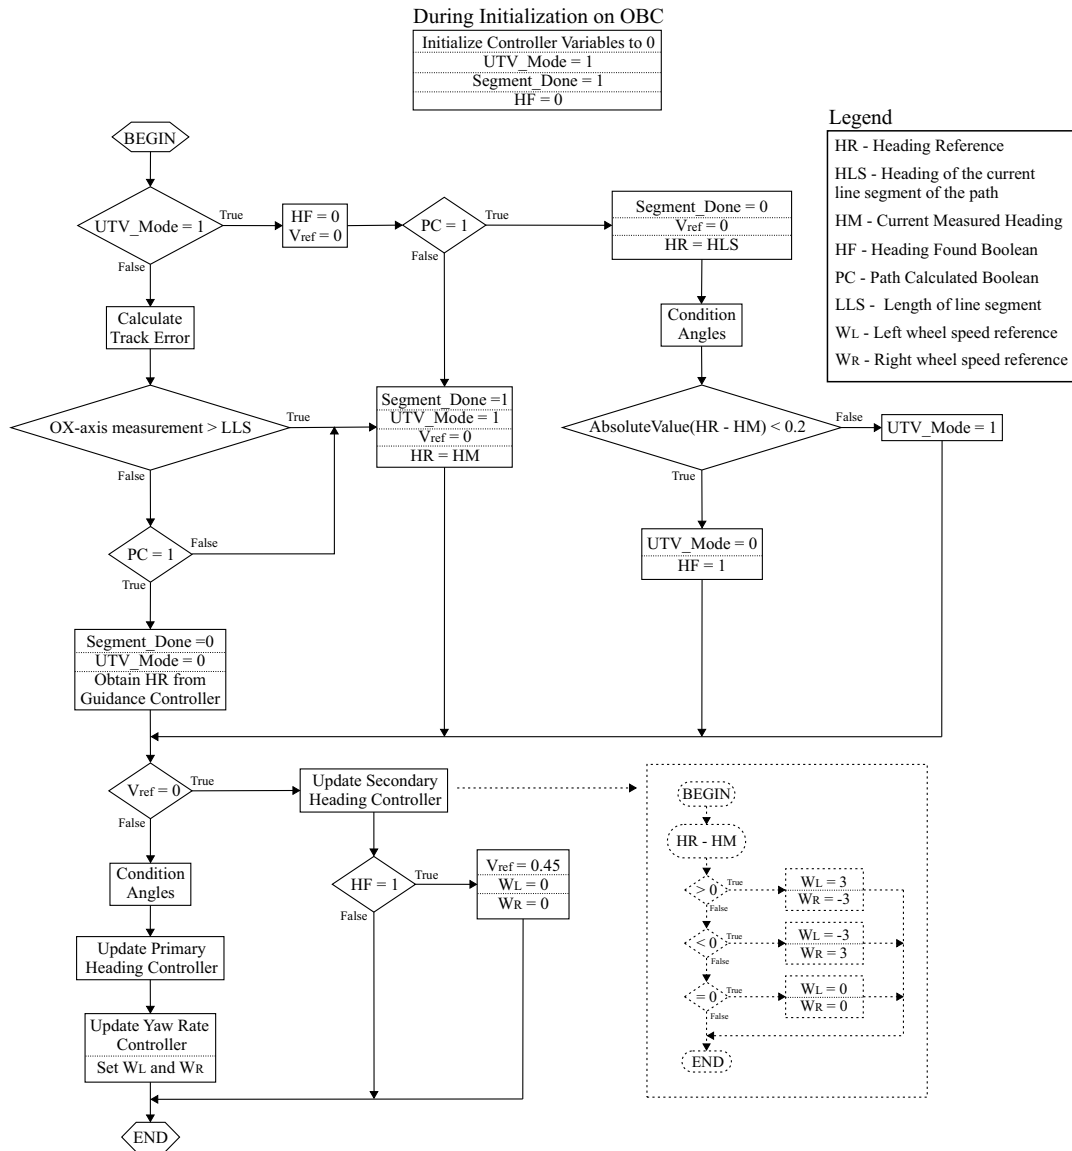 During Initialization on OBC
Initialize Controller Variables to 0
UTV_Mode = 1
Segment_Done = 1
HF = 0
Legend
HR - Heading Reference
HLS - Heading of the current
line segment of the path
HM - Current Measured Heading
HF - Heading Found Boolean
PC - Path Calculated Boolean
LLS - Length of line segment
WL - Left wheel speed reference
WR - Right wheel speed reference
BEGIN
UTV_Mode = 1
True
False
HF = 0
Vref = 0
PC = 1
True
False
Segment_Done = 0
Vref = 0
HR = HLS
Condition
Angles
AbsoluteValue(HR - HM) < 0.2
False
True
UTV_Mode = 1
UTV_Mode = 0
HF = 1
Calculate
Track Error
OX-axis measurement > LLS
True
False
Segment_Done =1
UTV_Mode = 1
Vref = 0
HR = HM
PC = 1
False
True
Segment_Done =0
UTV_Mode = 0
Obtain HR from
Guidance Controller
Vref = 0
True
False
Update Secondary
Heading Controller
HF = 1
True
False
Vref = 0.45
WL = 0
WR = 0
Condition
Angles
Update Primary
Heading Controller
Update Yaw Rate
Controller
Set WL and WR
END
BEGIN
HR - HM
> 0
True
False
WL = 3
WR = -3
< 0
True
False
WL = -3
WR = 3
= 0
True
False
WL = 0
WR = 0
END